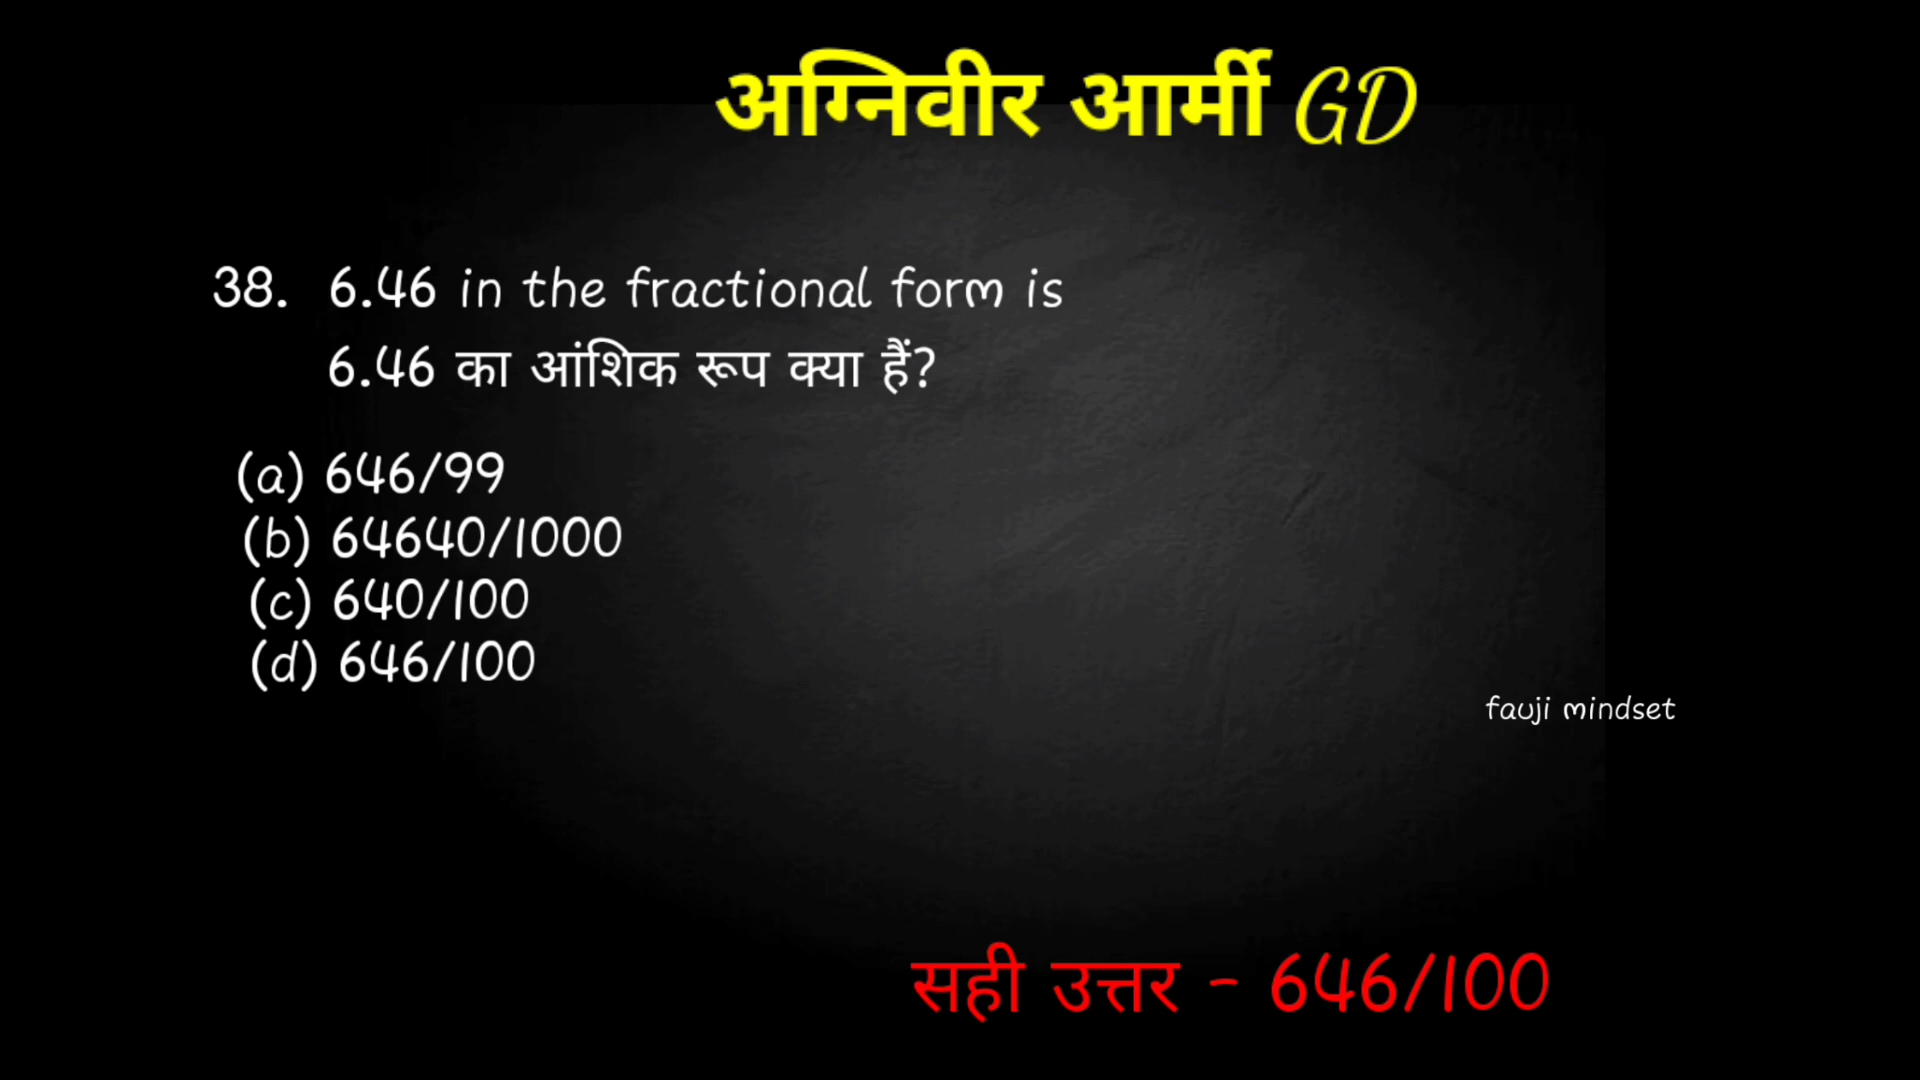 अग्निवीर आर्मी GD
38. 6.46 in the fractional form is
6.46 का आंशिक रूप क्या हैं?
(a) 646/99
(b) 64640/1000
(c) 640/100
(d) 646/100
fauji mindset
सही उत्तर - 646/100